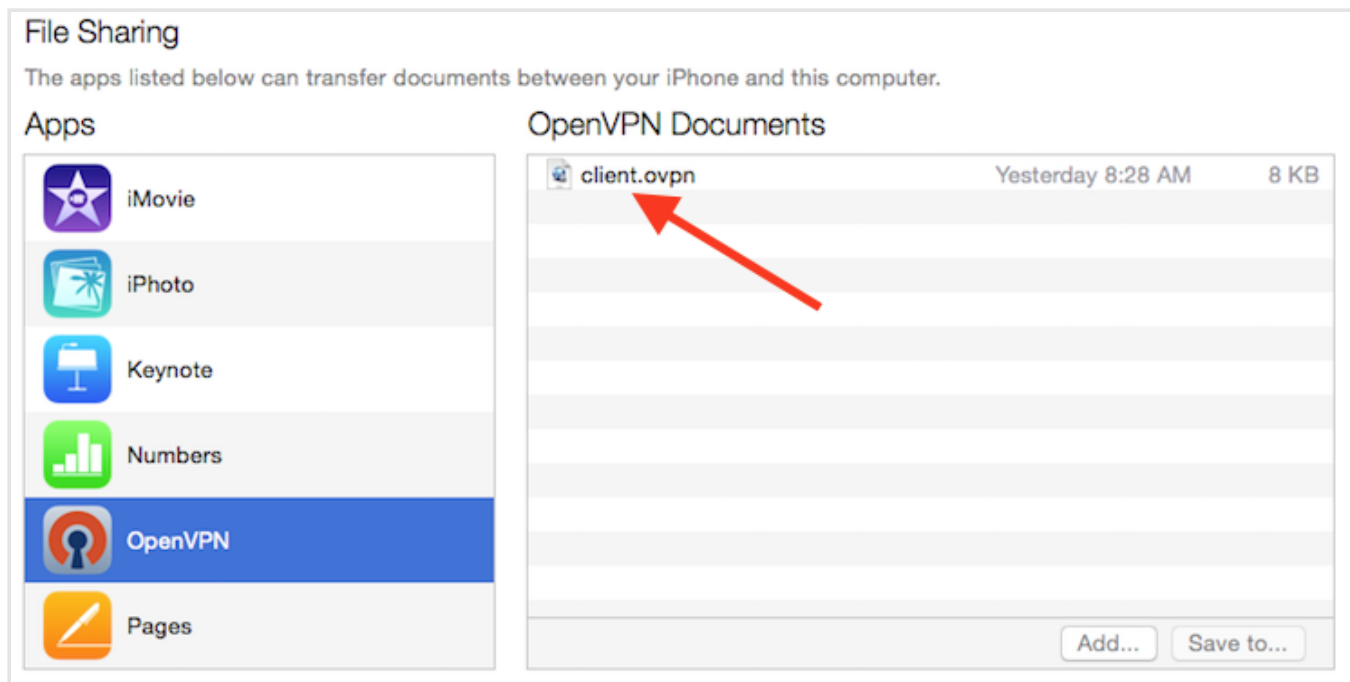 File Sharing
The apps listed below can transfer documents between your iPhone and this computer.
Apps
iMovie
iPhoto
Keynote
Numbers
OpenVPN
Pages
OpenVPN Documents
client.ovpn Yesterday 8:28 AM 8 KB
Add... Save to...